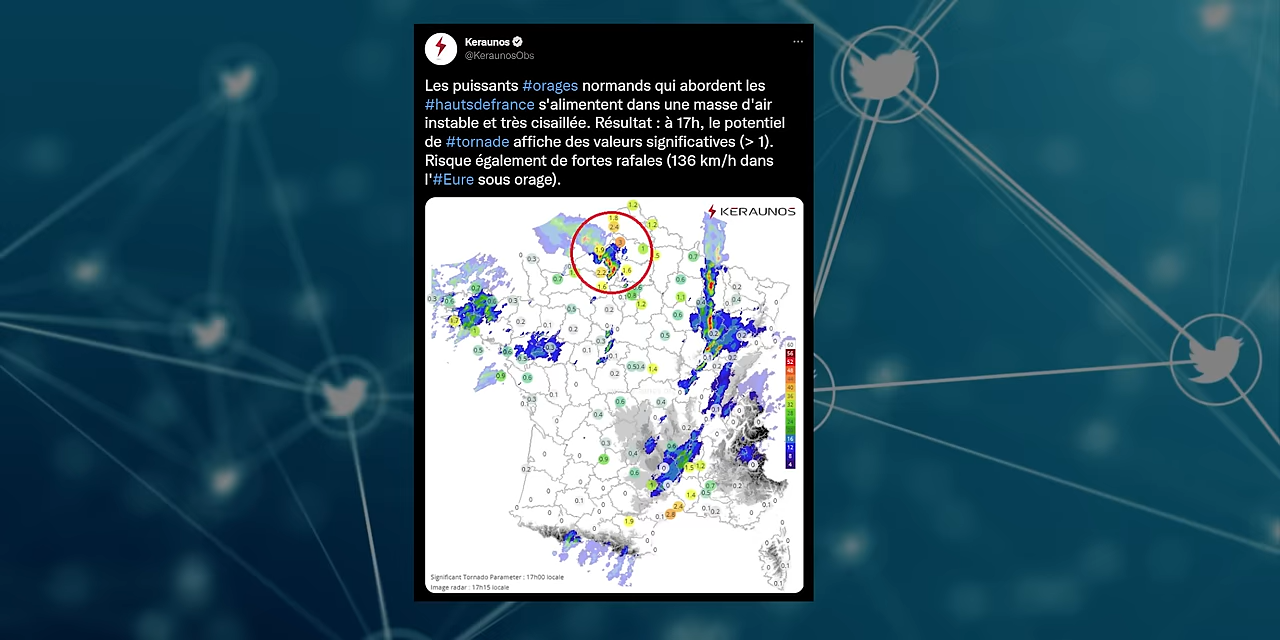 Keraunos
@KeraunosObs
Les puissants #orages normands qui abordent les
#hautsdefrance s'alimentent dans une masse d'air
instable et très cisaillée. Résultat : à 17h, le potentiel
de #tornade affiche des valeurs significatives (> 1).
Risque également de fortes rafales (136 km/h dans
l'#Eure sous orage).
KERAUNOS
Significant Tornado Parameter : 17h00 locale
Image radar : 17h15 locale